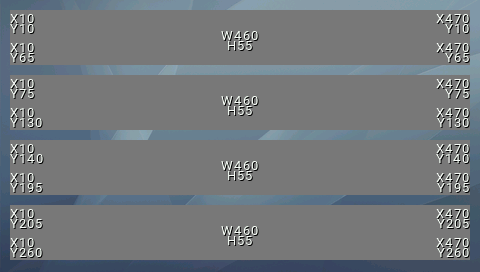 X10 X470
Y10 Y10
W460
H55
X10 X470
Y65 Y65
X10 X470
Y75 Y75
W460
H55
X10 X470
Y130 Y130
X10 X470
Y140 Y140
W460
H55
X10 X470
Y195 Y195
X10 X470
Y205 Y205
W460
H55
X10 X470
Y260 Y260